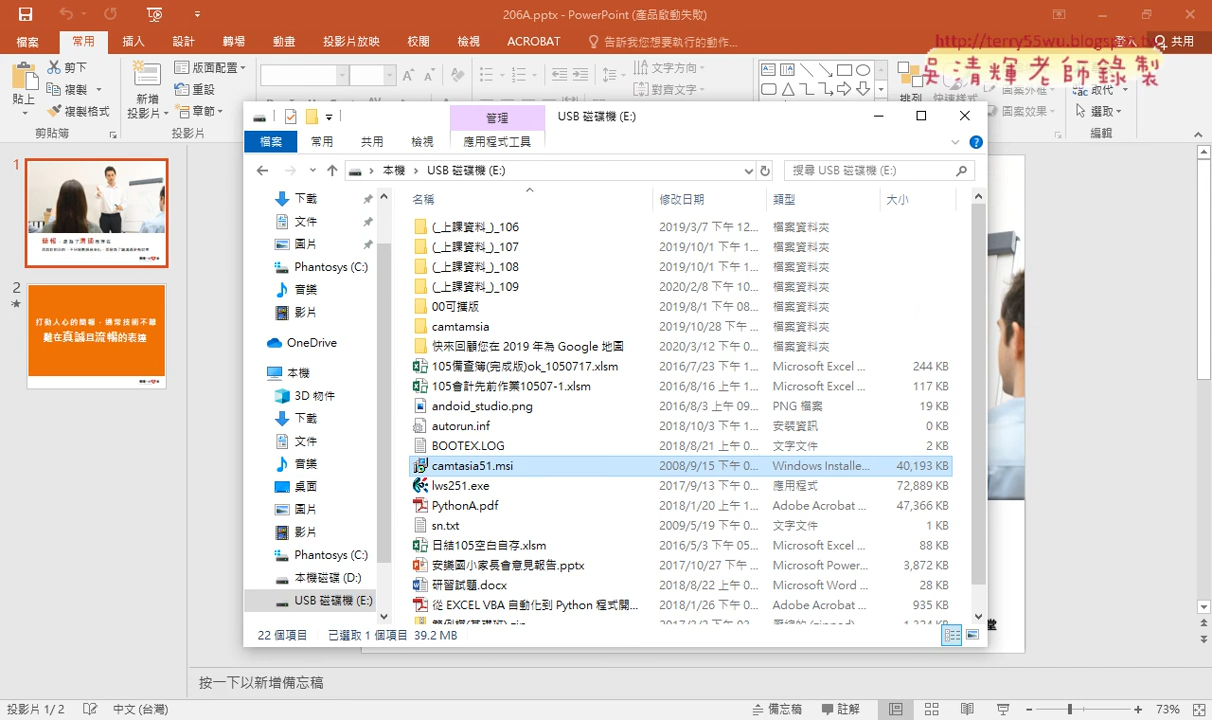 206A.pptx - PowerPoint (產品啟動失敗)
檔案 常用 插入 設計 轉場 動畫 投影片放映 校閱 檢視 ACROBAT 告訴我您想要執行的動作... 登入 共用
http://terry55wu.blogspot.t
吳清輝老師錄製
貼上 剪下 複製 複製格式 剪貼簿
新增 投影片 版面配置 重設 章節 投影片
文字方向 對齊文字
排列 快速樣式 圖案外框 圖案效果
取代 選取 編輯
管理 USB 磁碟機 (E:)
檔案 常用 共用 檢視 應用程式工具
本機 › USB 磁碟機 (E:) 搜尋 USB 磁碟機 (E:)
名稱 修改日期 類型 大小
下載
文件
圖片
Phantosys (C:)
音樂
影片
OneDrive
本機
3D 物件
下載
文件
音樂
桌面
圖片
影片
Phantosys (C:)
本機磁碟 (D:)
USB 磁碟機 (E:)
(_上課資料_)_106 2019/3/7 下午 12... 檔案資料夾
(_上課資料_)_107 2019/10/1 下午 1... 檔案資料夾
(_上課資料_)_108 2019/10/1 下午 1... 檔案資料夾
(_上課資料_)_109 2020/2/8 下午 10... 檔案資料夾
00可攜版 2019/8/1 下午 08... 檔案資料夾
camtamsia 2019/10/28 下午 ... 檔案資料夾
快來回顧您在 2019 年為 Google 地圖 2020/3/12 下午 0... 檔案資料夾
105備查簿(完成版)ok_1050717.xlsm 2016/7/23 下午 1... Microsoft Excel ... 244 KB
105會計先前作業10507-1.xlsm 2016/8/16 上午 1... Microsoft Excel ... 117 KB
andoid_studio.png 2016/8/3 上午 09... PNG 檔案 19 KB
autorun.inf 2018/10/3 下午 1... 安裝資訊 0 KB
BOOTEX.LOG 2018/8/21 上午 0... 文字文件 2 KB
camtasia51.msi 2008/9/15 下午 0... Windows Installe... 40,193 KB
lws251.exe 2017/9/13 下午 0... 應用程式 72,889 KB
PythonA.pdf 2018/1/20 上午 1... Adobe Acrobat ... 47,366 KB
sn.txt 2009/5/19 下午 0... 文字文件 1 KB
日結105空白自存.xlsm 2016/5/3 下午 05... Microsoft Excel ... 88 KB
安議國小家長會意見報告.pptx 2017/10/27 下午 ... Microsoft Power... 3,872 KB
研習試題.docx 2018/8/22 上午 0... Microsoft Word ... 28 KB
從 EXCEL VBA 自動化到 Python 程式開... 2018/1/26 下午 0... Adobe Acrobat ... 935 KB
22 個項目 已選取 1 個項目 39.2 MB
1
2
打動人心的簡報，通常技術不難
難在真誠且流暢的表達
按一下以新增備忘稿
投影片 1/2 中文 (台灣) 備忘稿 註解 73%